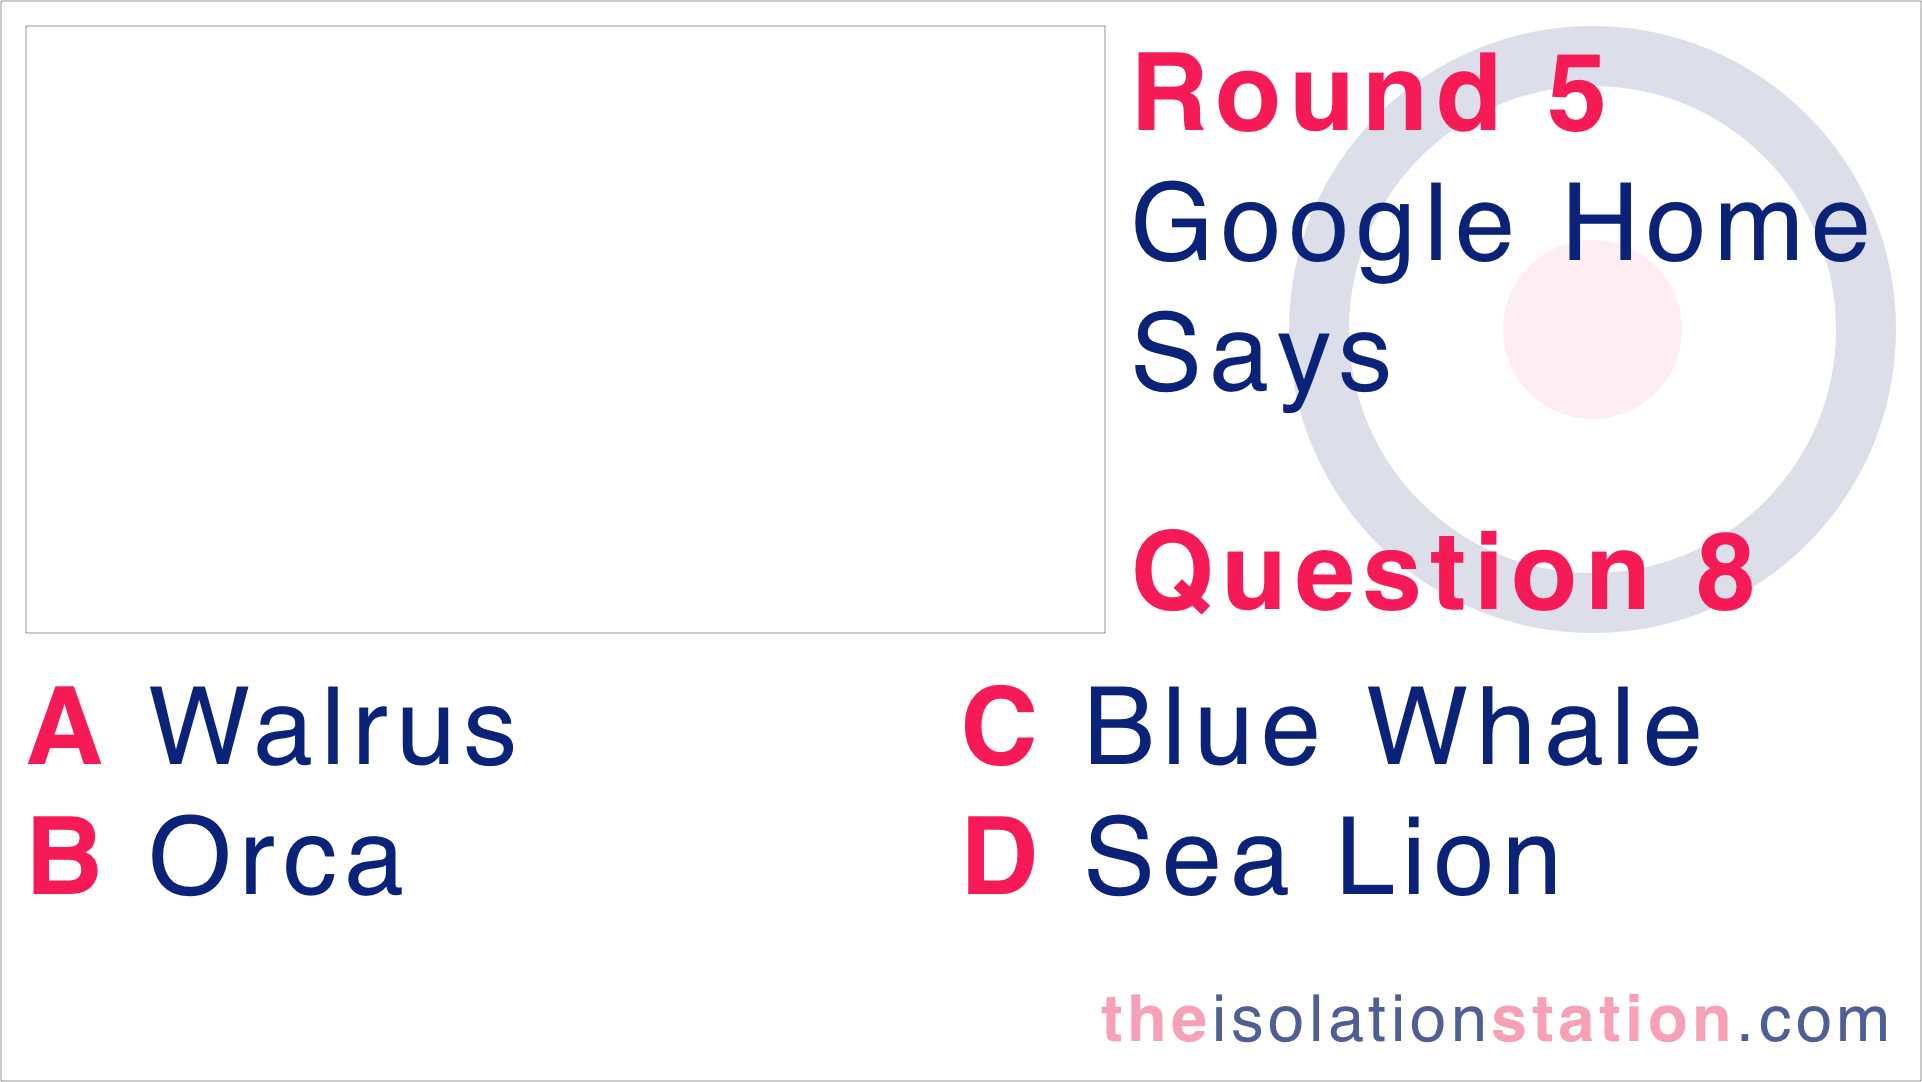 Round 5
Google Home
Says
Question 8
A Walrus
B Orca
C Blue Whale
D Sea Lion
theisolationstation.com